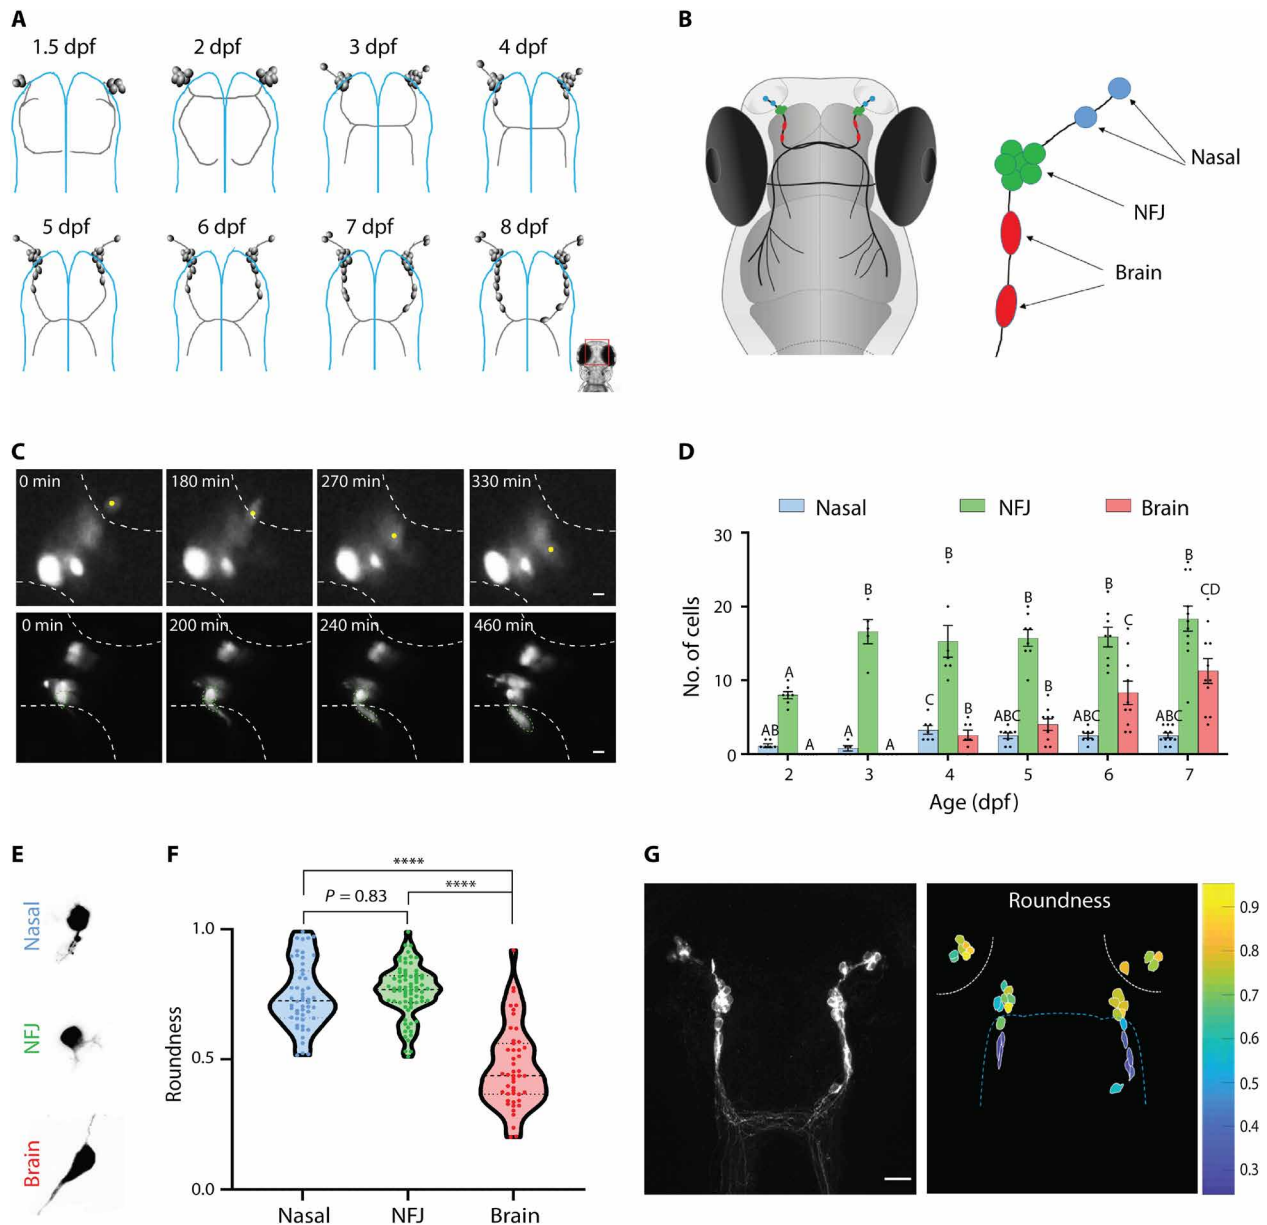 A
1.5 dpf 2 dpf 3 dpf 4 dpf
5 dpf 6 dpf 7 dpf 8 dpf
B
Nasal
NFJ
Brain
C
0 min 180 min 270 min 330 min
0 min 200 min 240 min 460 min
D
Nasal NFJ Brain
No. of cells
30
20
10
0
AB A A
A B A
C B B
ABC B B
ABC B C
ABC B CD
2 3 4 5 6 7
Age (dpf)
E
Nasal
NFJ
Brain
F
****
****
P = 0.83
Roundness
1.0
0.5
0.0
Nasal NFJ Brain
G
Roundness
0.9
0.8
0.7
0.6
0.5
0.4
0.3